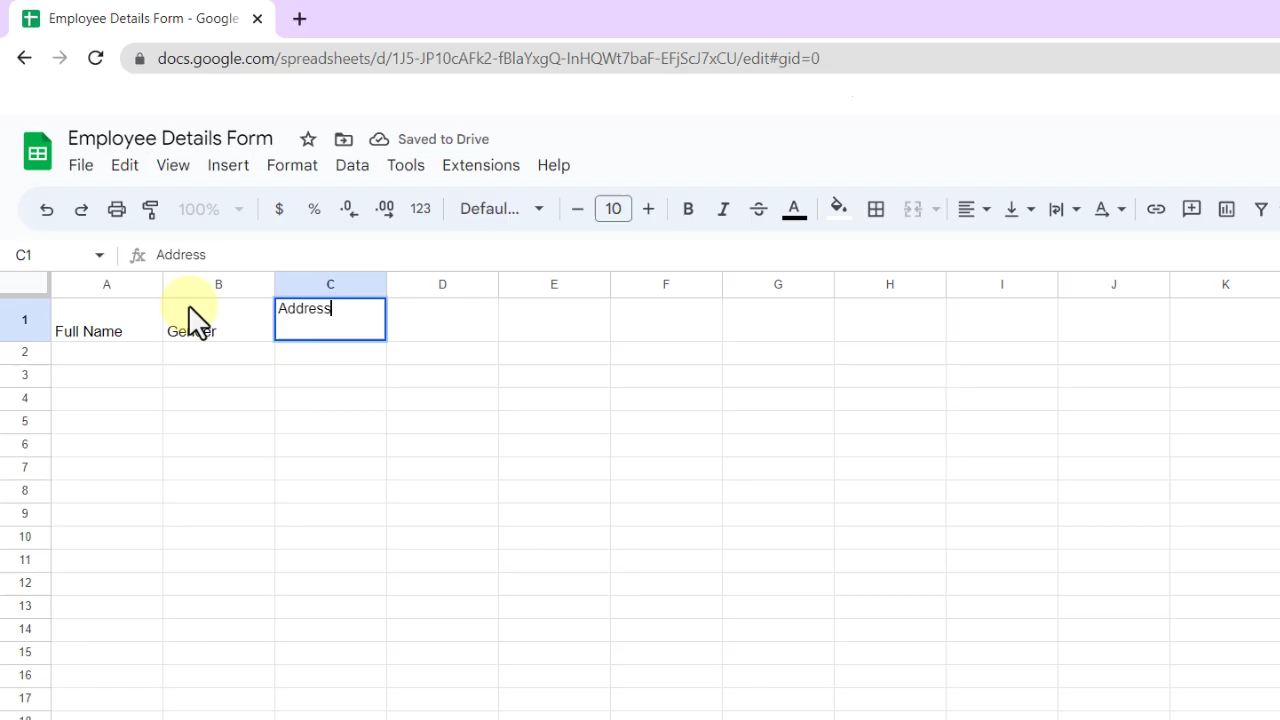 Employee Details Form - Google
docs.google.com/spreadsheets/d/1J5-JP10cAFk2-fBlaYxgQ-InHQWt7baF-EFjScJ7xCU/edit#gid=0
Employee Details Form Saved to Drive
File Edit View Insert Format Data Tools Extensions Help
100% $ % .0 .00 123 Defaul... 10 B I S A
C1 fx Address
A B C D E F G H I J K
1 Full Name Gender Address
2
3
4
5
6
7
8
9
10
11
12
13
14
15
16
17